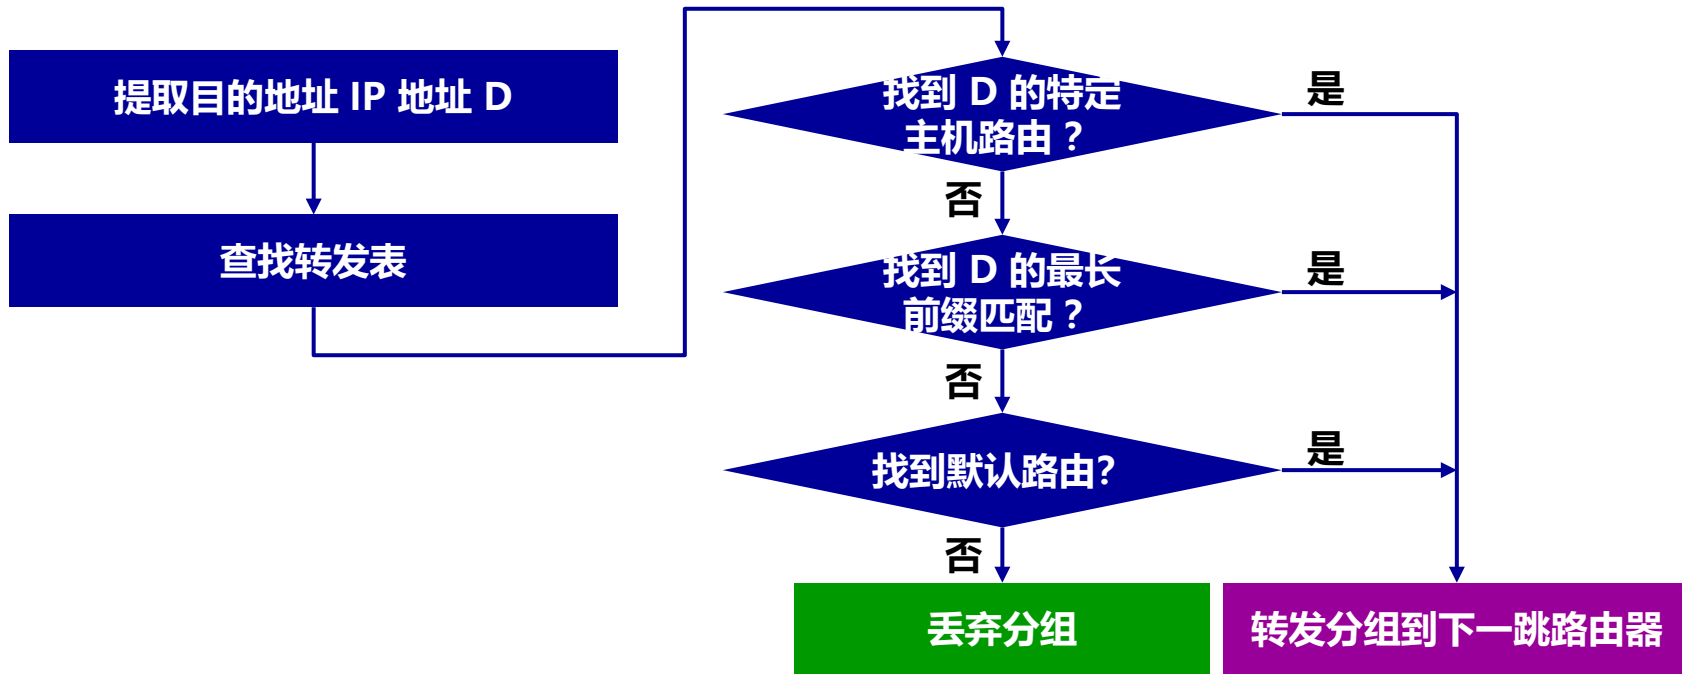 提取目的地址 IP 地址 D
查找转发表
找到 D 的特定
主机路由？
是
否
找到 D 的最长
前缀匹配？
是
否
找到默认路由?
是
否
丢弃分组
转发分组到下一跳路由器